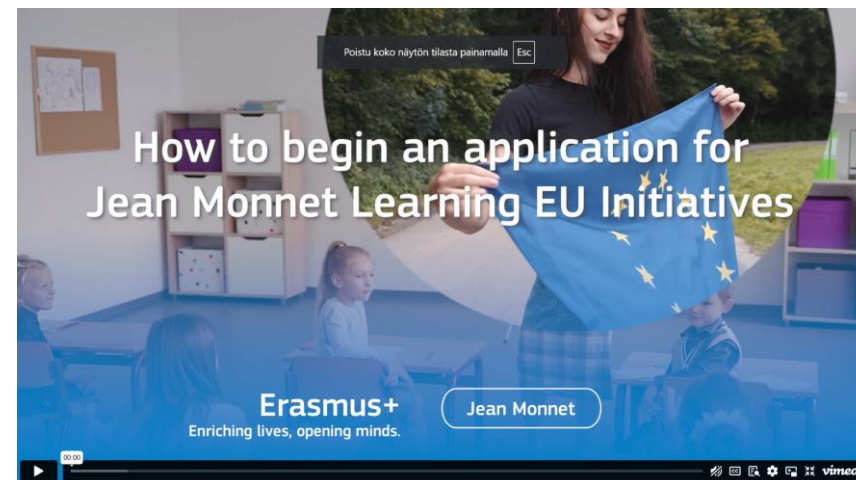 Poistu koko näytön tilasta painamalla Esc
How to begin an application for
Jean Monnet Learning EU Initiatives
Erasmus+
Jean Monnet
Enriching lives, opening minds.
00:00
vimeo